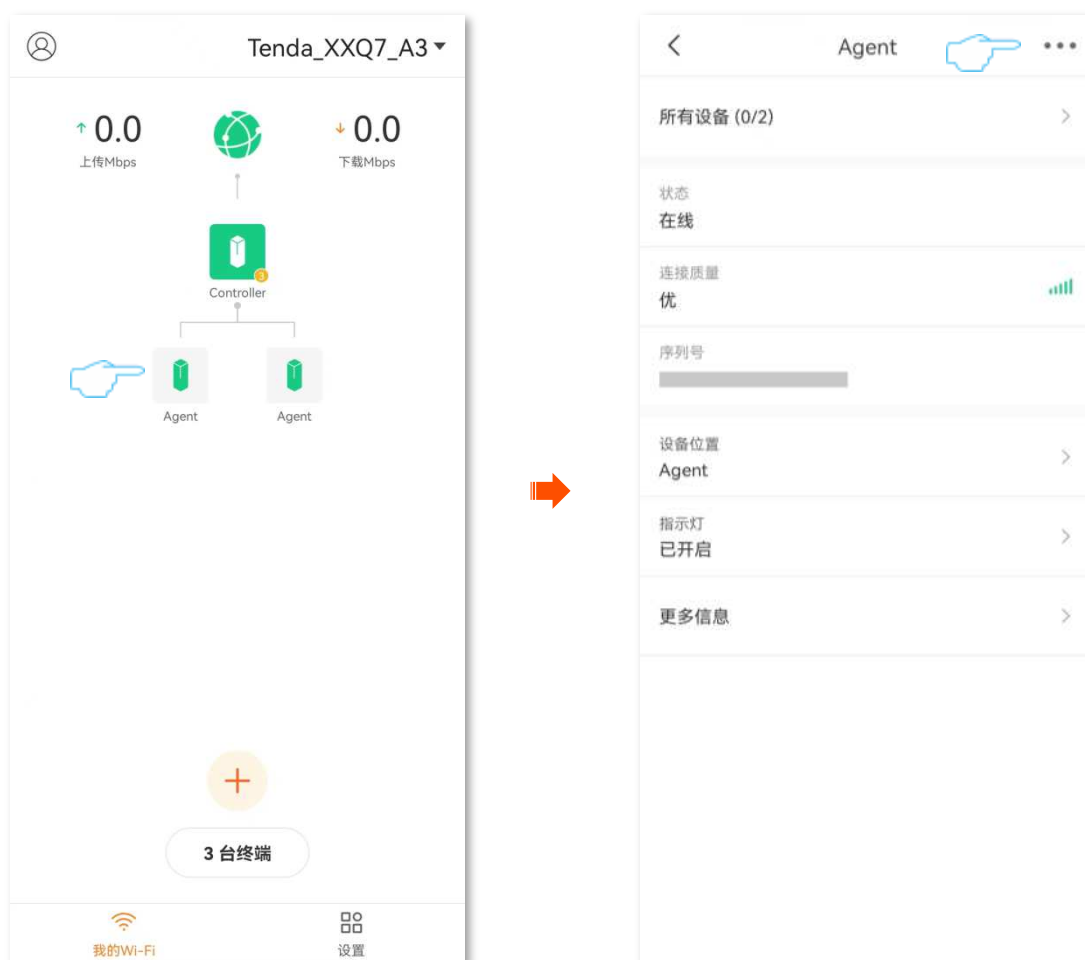 Tenda_XXQ7_A3
0.0
上传Mbps
0.0
下载Mbps
3
Controller
Agent
Agent
3 台终端
我的Wi-Fi
设置
Agent
所有设备 (0/2)
状态
在线
连接质量
优
序列号
设备位置
Agent
指示灯
已开启
更多信息